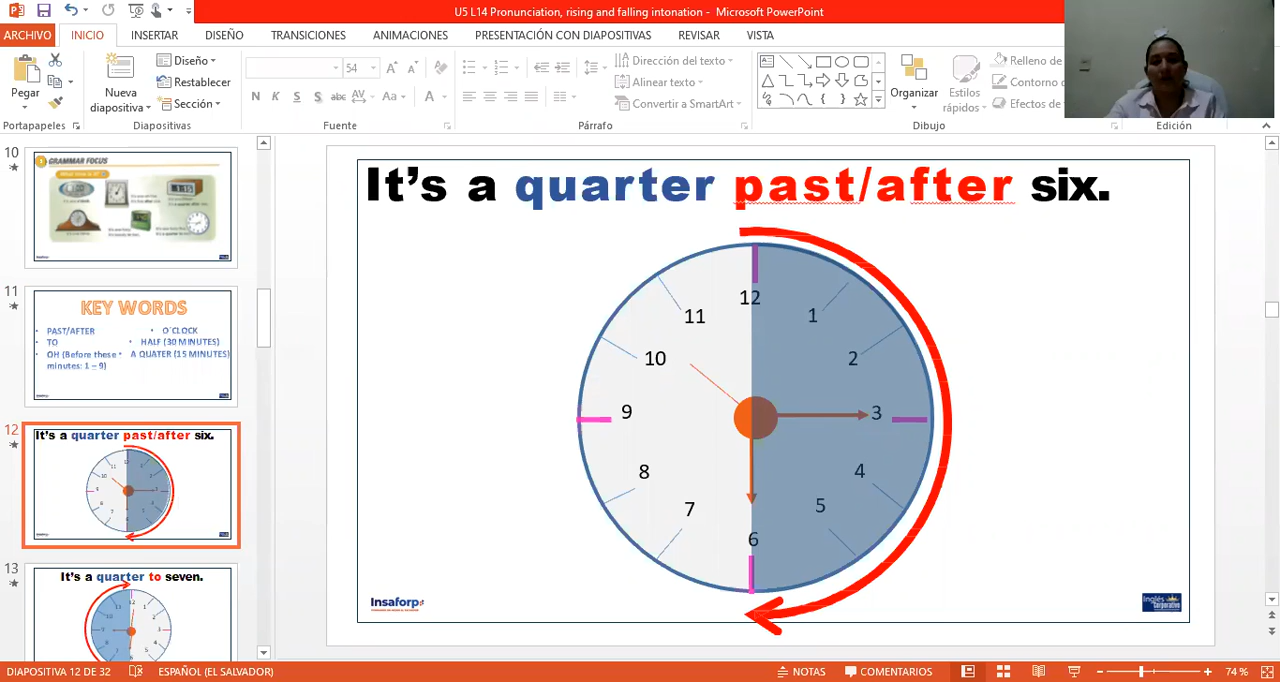 U5 L14 Pronunciation, rising and falling intonation - Microsoft PowerPoint
ARCHIVO INICIO INSERTAR DISEÑO TRANSICIONES ANIMACIONES PRESENTACIÓN CON DIAPOSITIVAS REVISAR VISTA
Pegar
Nueva diapositiva
Diseño
Restablecer
Sección
54
N K S S abc AV Aa A
Dirección del texto
Alinear texto
Convertir a SmartArt
Organizar
Estilos rápidos
Relleno de
Contorno
Efectos de
Portapapeles Diapositivas Fuente Párrafo Dibujo Edición
10
GRAMMAR FOCUS
11
KEY WORDS
PAST/AFTER
TO
OH (Before these minutes: 1 – 9)
O´CLOCK
HALF (30 MINUTES)
A QUATER (15 MINUTES)
12
It's a quarter past/after six.
13
It's a quarter to seven.
It's a quarter past/after six.
12
11 1
10 2
9 3
8 4
7 5
6
Insaforp
Inglés Corporativo
DIAPOSITIVA 12 DE 32 ESPAÑOL (EL SALVADOR) NOTAS COMENTARIOS 74 %